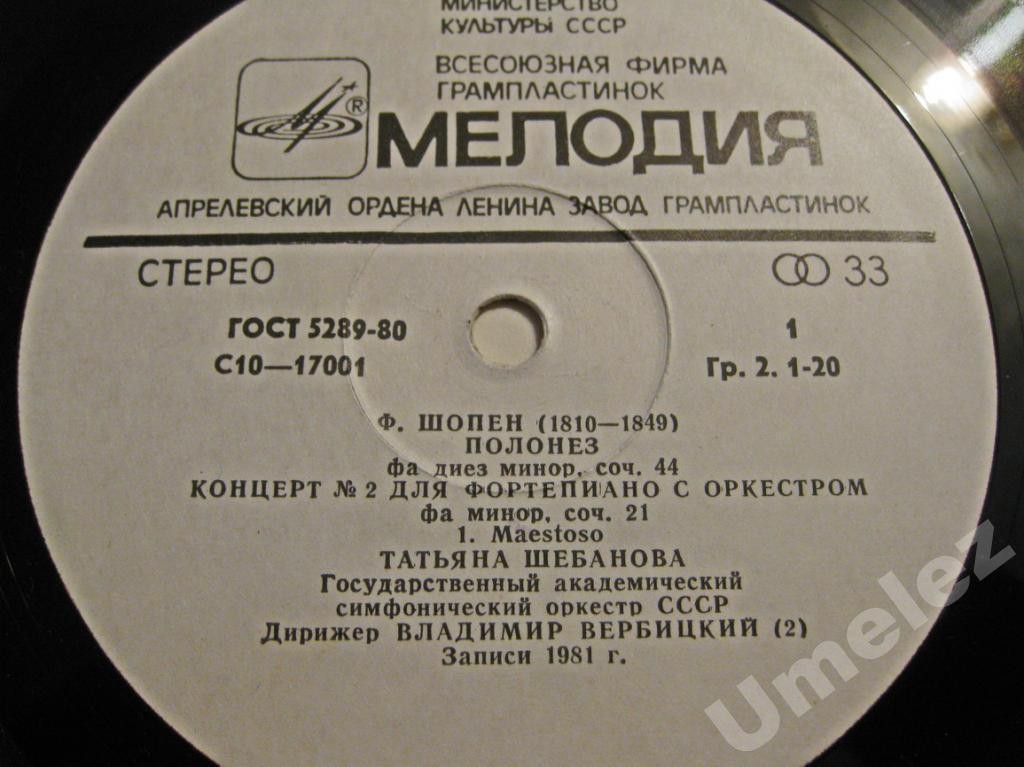 МИНИСТЕРСТВО
КУЛЬТУРЫ СССР
ВСЕСОЮЗНАЯ ФИРМА
ГРАМПЛАСТИНОК
® МЕЛОДИЯ
АПРЕЛЕВСКИЙ ОРДЕНА ЛЕНИНА ЗАВОД ГРАМПЛАСТИНОК
СТЕРЕО 33
ГОСТ 5289-80 1
С10—17001 Гр. 2. 1-20
Ф. ШОПЕН (1810—1849)
ПОЛОНЕЗ
фа диез минор, соч. 44
КОНЦЕРТ № 2 ДЛЯ ФОРТЕПИАНО С ОРКЕСТРОМ
фа минор, соч. 21
1. Maestoso
ТАТЬЯНА ШЕБАНОВА
Государственный академический
симфонический оркестр СССР
Дирижер ВЛАДИМИР ВЕРБИЦКИЙ (2)
Записи 1981 г.
Umelez